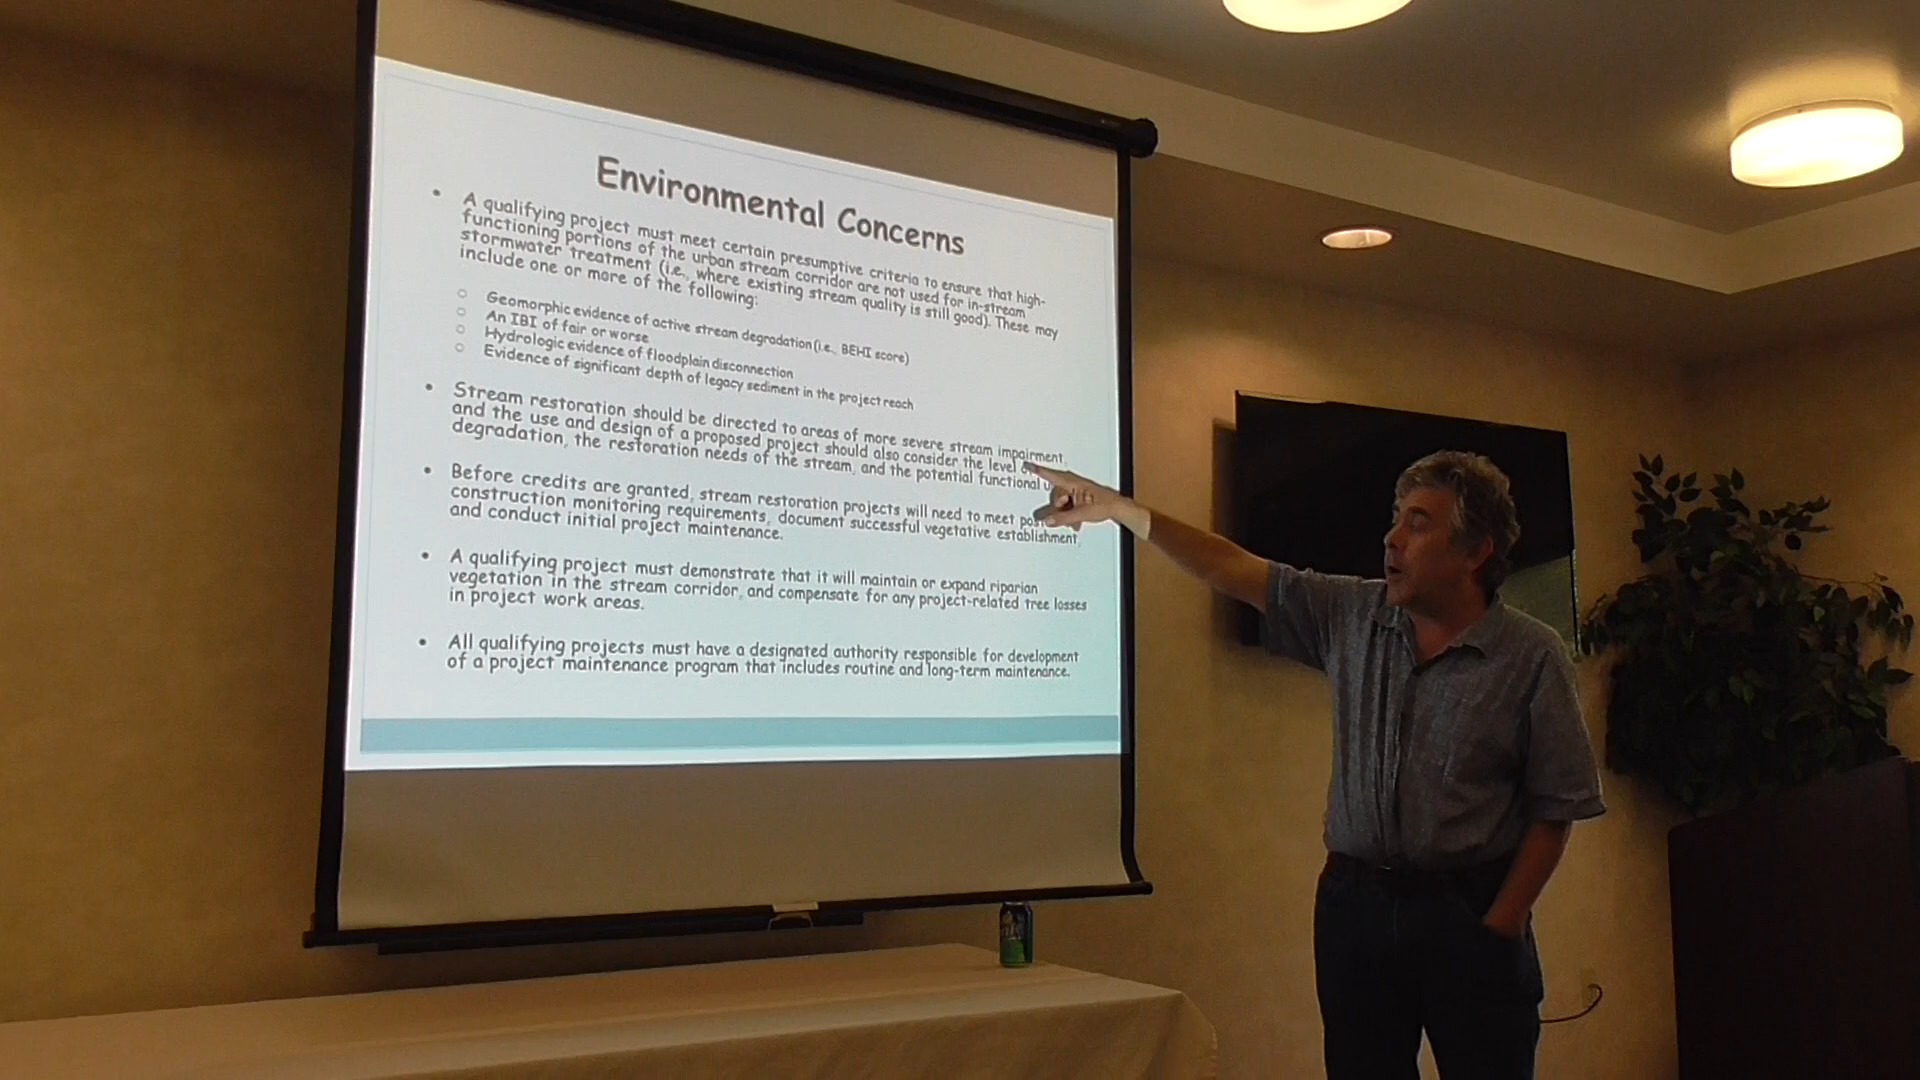 Environmental Concerns
• A qualifying project must meet certain presumptive criteria to ensure that high-
functioning portions of the urban stream corridor are not used for in-stream
stormwater treatment (i.e., where existing stream quality is still good). These may
include one or more of the following:
○ Geomorphic evidence of active stream degradation (i.e., BEHI score)
○ An IBI of fair or worse
○ Hydrologic evidence of floodplain disconnection
○ Evidence of significant depth of legacy sediment in the project reach
• Stream restoration should be directed to areas of more severe stream impairment,
and the use and design of a proposed project should also consider the level
degradation, the restoration needs of the stream, and the potential functional
• Before credits are granted, stream restoration projects will need to meet
construction monitoring requirements, document successful vegetative establishment,
and conduct initial project maintenance.
• A qualifying project must demonstrate that it will maintain or expand riparian
vegetation in the stream corridor, and compensate for any project-related tree losses
in project work areas.
• All qualifying projects must have a designated authority responsible for development
of a project maintenance program that includes routine and long-term maintenance.